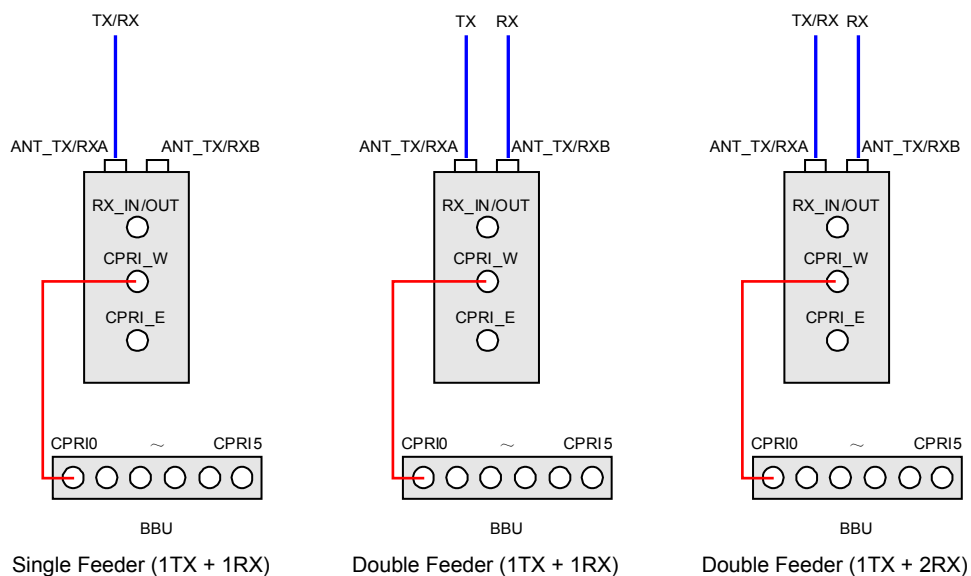 TX/RX
ANT_TX/RXA
ANT_TX/RXB
RX_IN/OUT
CPRI_W
CPRI_E
CPRI0 ~ CPRI5
BBU
Single Feeder (1TX + 1RX)
TX RX
ANT_TX/RXA
ANT_TX/RXB
RX_IN/OUT
CPRI_W
CPRI_E
CPRI0 ~ CPRI5
BBU
Double Feeder (1TX + 1RX)
TX/RX RX
ANT_TX/RXA
ANT_TX/RXB
RX_IN/OUT
CPRI_W
CPRI_E
CPRI0 ~ CPRI5
BBU
Double Feeder (1TX + 2RX)